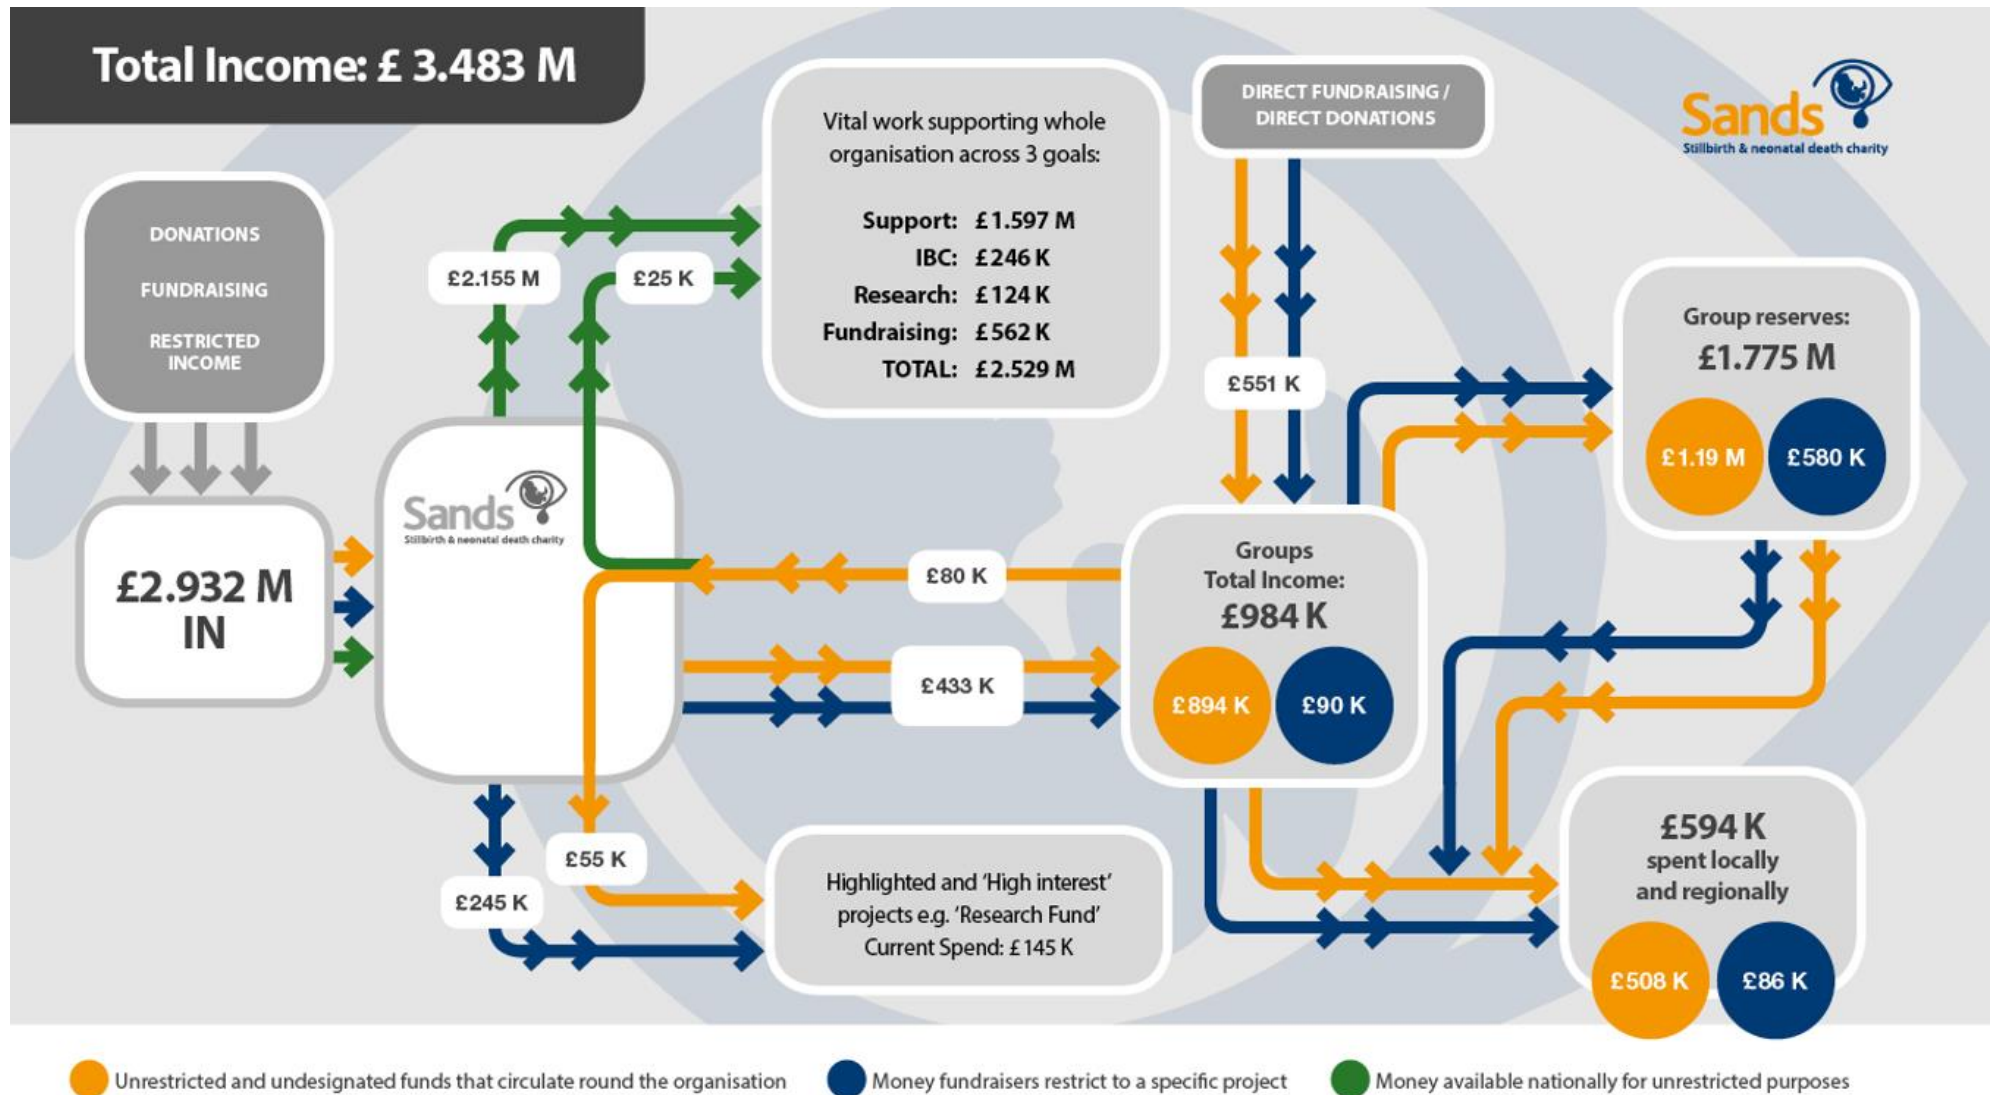 Total Income: £ 3.483 M
DONATIONS
FUNDRAISING
RESTRICTED
INCOME
£2.932 M
IN
Sands
Stillbirth & neonatal death charity
£2.155 M
£25 K
Vital work supporting whole
organisation across 3 goals:
Support: £1.597 M
IBC: £246 K
Research: £124 K
Fundraising: £562 K
TOTAL: £2.529 M
DIRECT FUNDRAISING /
DIRECT DONATIONS
Sands
Stillbirth & neonatal death charity
£551 K
Group reserves:
£1.775 M
£1.19 M
£580 K
£80 K
£433 K
Groups
Total Income:
£984 K
£894 K
£90 K
£55 K
£245 K
Highlighted and 'High interest'
projects e.g. 'Research Fund'
Current Spend: £145 K
£594 K
spent locally
and regionally
£508 K
£86 K
Unrestricted and undesignated funds that circulate round the organisation
Money fundraisers restrict to a specific project
Money available nationally for unrestricted purposes